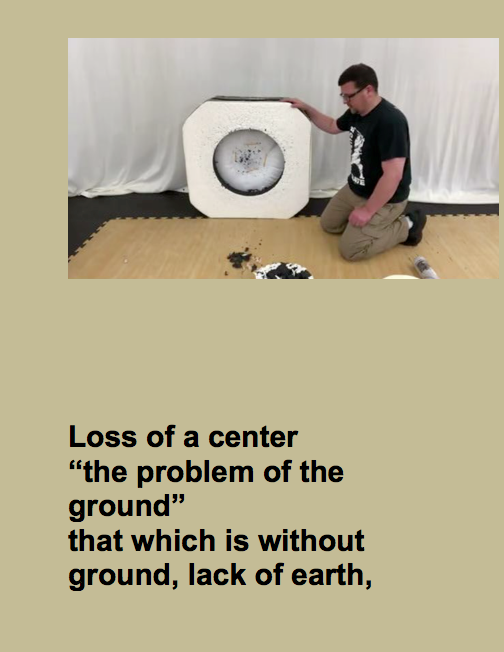 Loss of a center
“the problem of the
ground”
that which is without
ground, lack of earth,